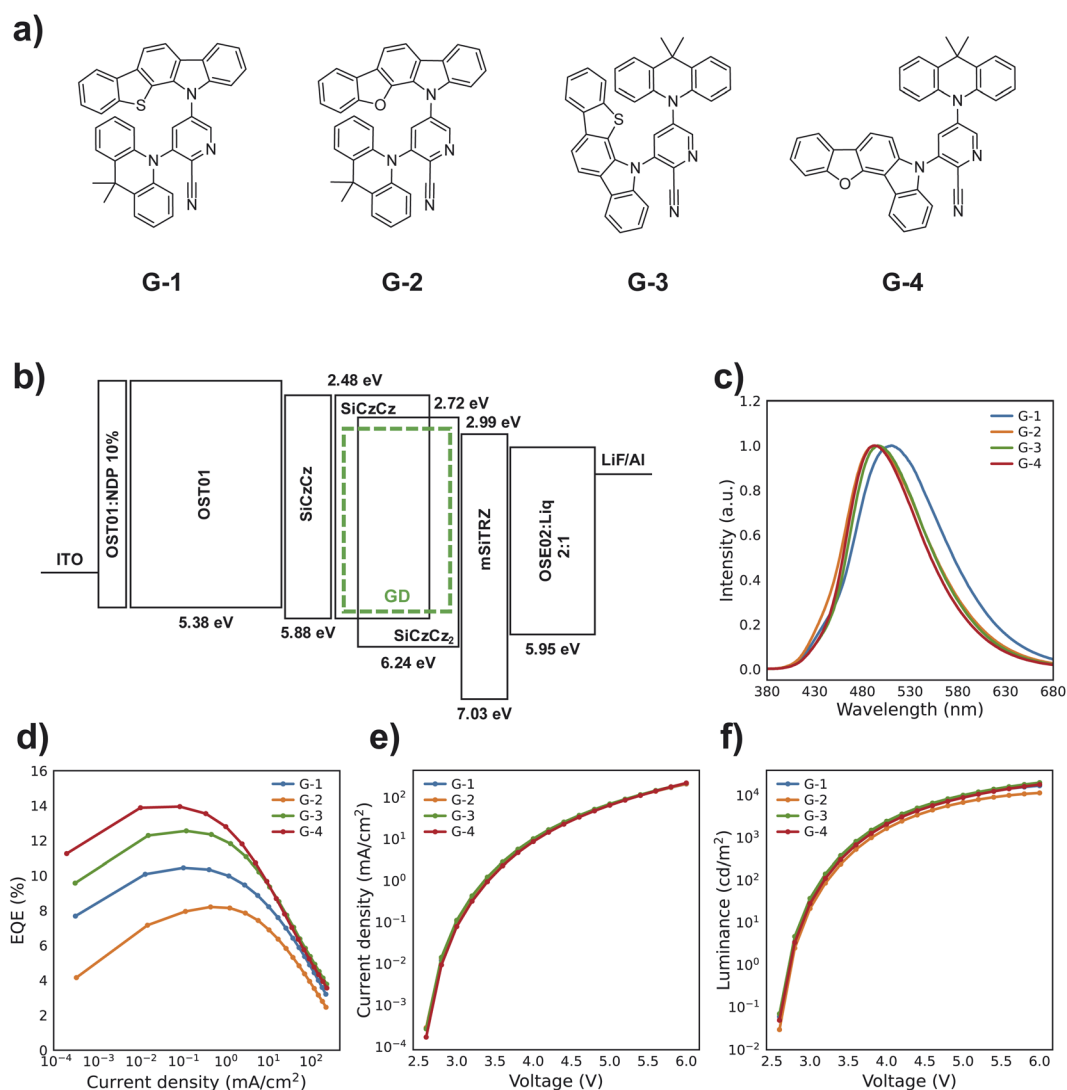 a)
S
N
N
N
N
O
N
N
N
N
N
S
N
N
N
N
O
N
N
N
G-1
G-2
G-3
G-4
b)
2.48 eV
SiCzCz
2.72 eV
2.99 eV
LiF/Al
ITO
OST01:NDP 10%
OST01
SiCzCz
mSiTRZ
OSE02:Liq
2:1
GD
SiCzCz₂
5.38 eV
5.88 eV
6.24 eV
5.95 eV
7.03 eV
c)
1.2
1.0
0.8
0.6
0.4
0.2
0.0
Intensity (a.u.)
G-1
G-2
G-3
G-4
380 430 480 530 580 630 680
Wavelength (nm)
d)
16
14
12
10
8
6
4
2
0
EQE (%)
G-1
G-2
G-3
G-4
10⁻⁴ 10⁻³ 10⁻² 10⁻¹ 10⁰ 10¹ 10²
Current density (mA/cm²)
e)
10²
10¹
10⁰
10⁻¹
10⁻²
10⁻³
10⁻⁴
Current density (mA/cm²)
G-1
G-2
G-3
G-4
2.5 3.0 3.5 4.0 4.5 5.0 5.5 6.0
Voltage (V)
f)
10⁴
10³
10²
10¹
10⁰
10⁻¹
10⁻²
Luminance (cd/m²)
G-1
G-2
G-3
G-4
2.5 3.0 3.5 4.0 4.5 5.0 5.5 6.0
Voltage (V)